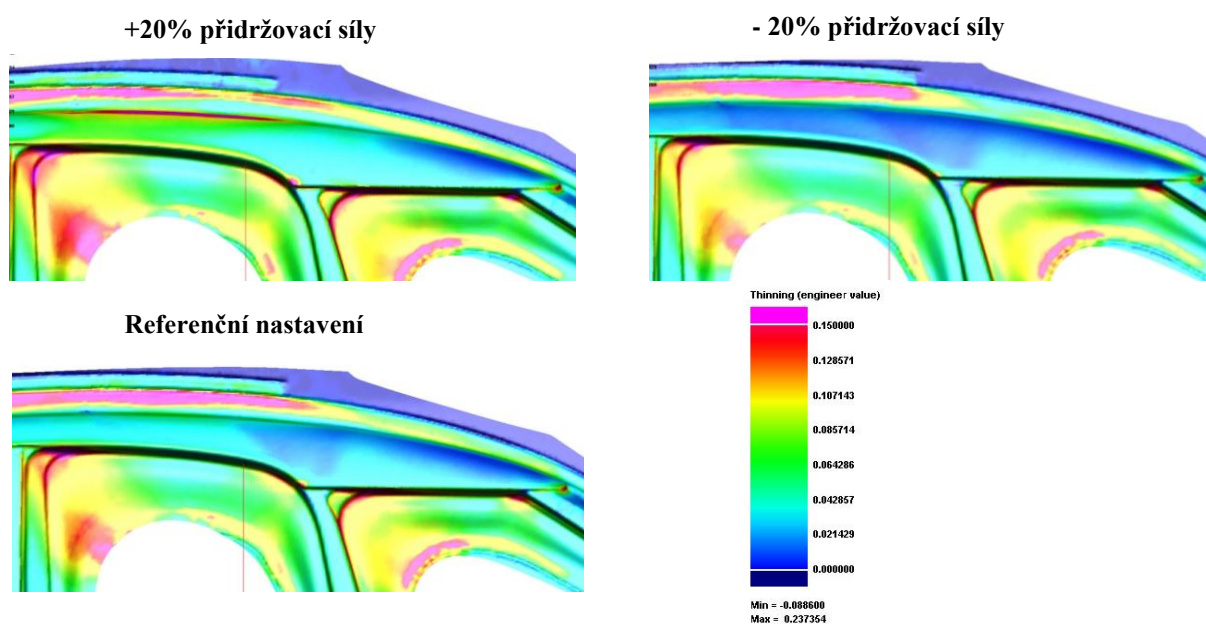 +20% přidržovací síly
- 20% přidržovací síly
Referenční nastavení
Thinning (engineer value)
0.150000
0.128571
0.107143
0.085714
0.064286
0.042857
0.021429
0.000000
Min = -0.088600
Max = 0.237354